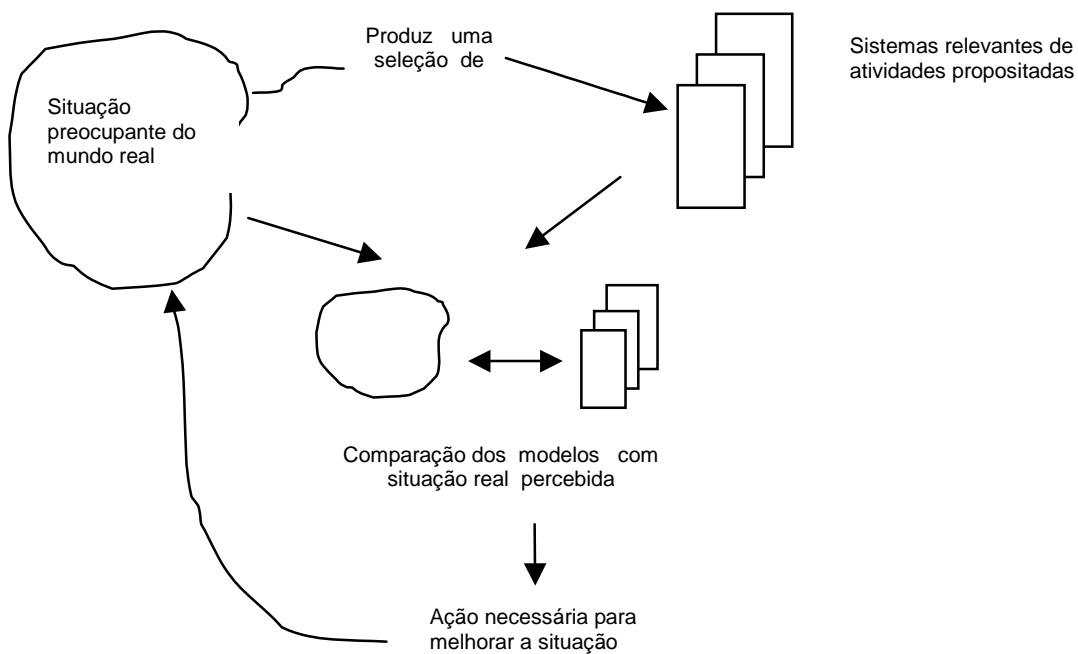 Produz uma
seleção de
Sistemas relevantes de
atividades propositadas
Situação
preocupante do
mundo real
Comparação dos modelos com
situação real percebida
Ação necessária para
melhorar a situação